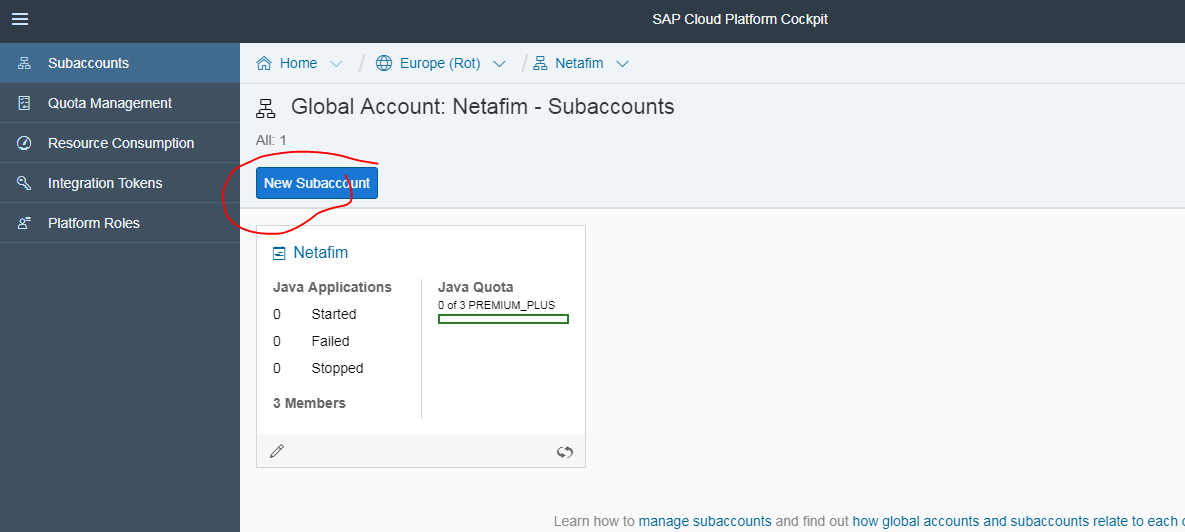 SAP Cloud Platform Cockpit
Subaccounts
Quota Management
Resource Consumption
Integration Tokens
Platform Roles
Home / Europe (Rot) / Netafim
Global Account: Netafim - Subaccounts
All: 1
New Subaccount
Netafim
Java Applications
0 Started
0 Failed
0 Stopped
3 Members
Java Quota
0 of 3 PREMIUM_PLUS
Learn how to manage subaccounts and find out how global accounts and subaccounts relate to each